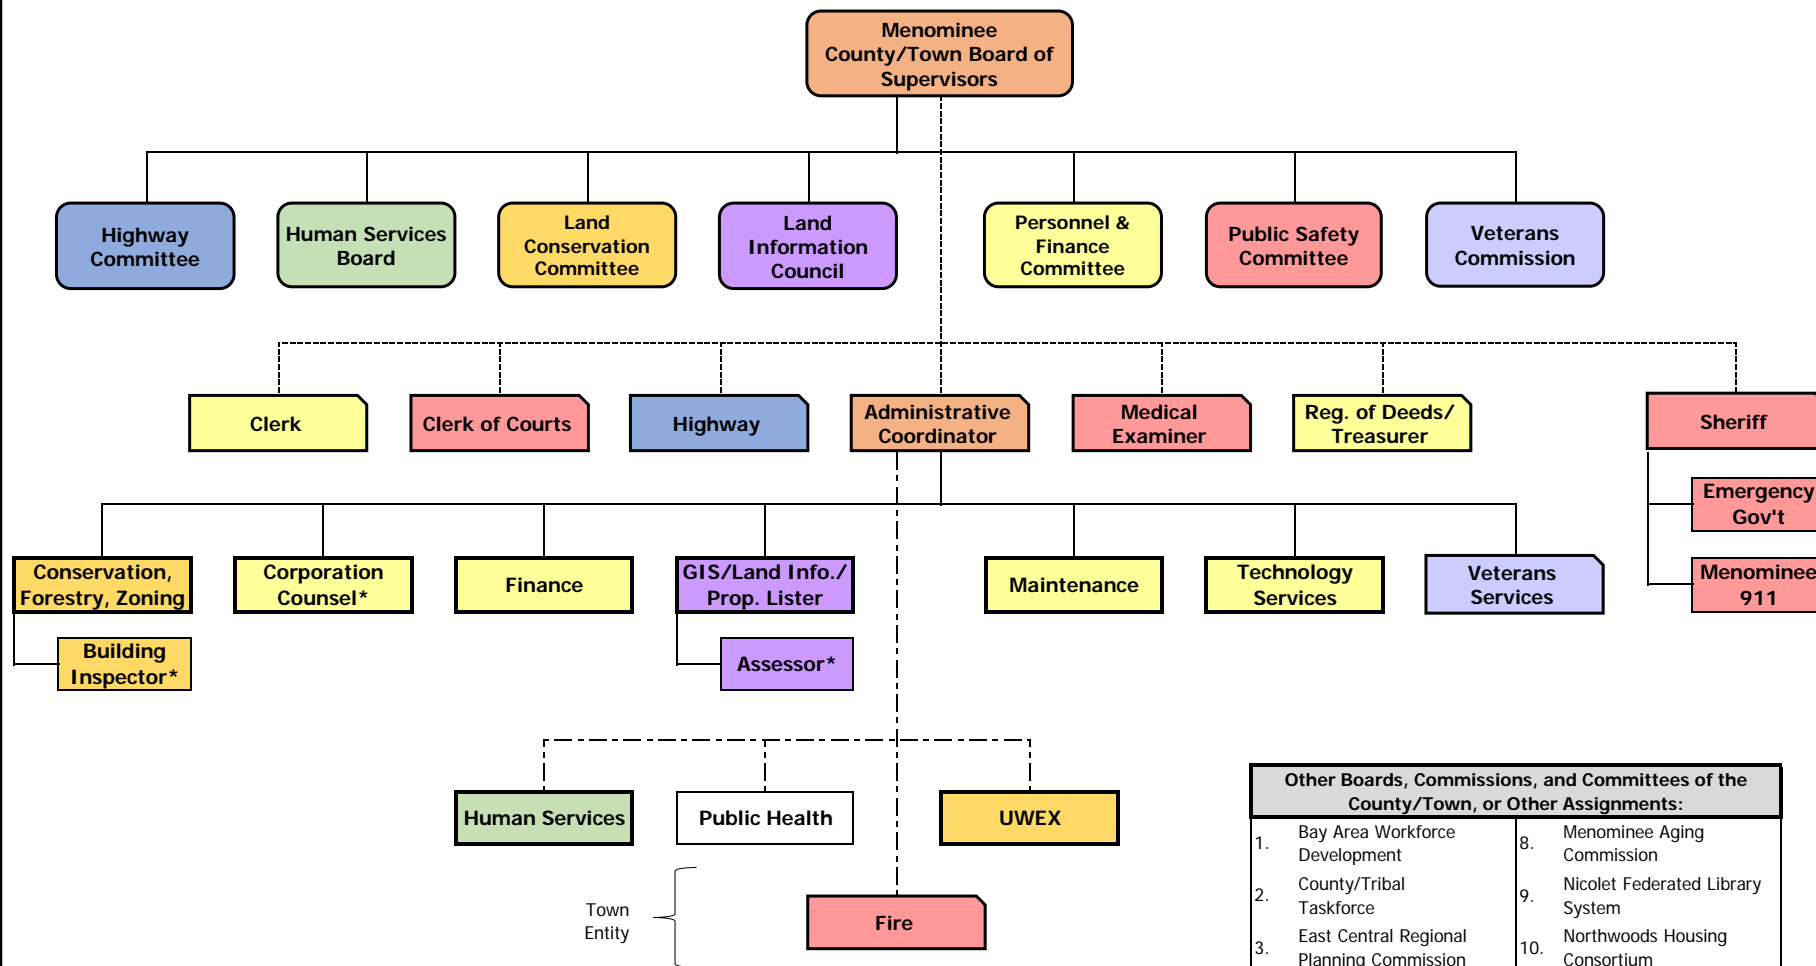 Menominee
County/Town Board of
Supervisors
Highway
Committee
Human Services
Board
Land
Conservation
Committee
Land
Information
Council
Personnel &
Finance
Committee
Public Safety
Committee
Veterans
Commission
Clerk
Clerk of Courts
Highway
Administrative
Coordinator
Medical
Examiner
Reg. of Deeds/
Treasurer
Sheriff
Emergency
Gov't
Menominee
911
Conservation,
Forestry, Zoning
Corporation
Counsel*
Finance
GIS/Land Info./
Prop. Lister
Maintenance
Technology
Services
Veterans
Services
Building
Inspector*
Assessor*
Human Services
Public Health
UWEX
Town
Entity
Fire
Other Boards, Commissions, and Committees of the
County/Town, or Other Assignments:
1. Bay Area Workforce
Development
2. County/Tribal
Taskforce
3. East Central Regional
Planning Commission
8. Menominee Aging
Commission
9. Nicolet Federated Library
System
10. Northwoods Housing
Consortium